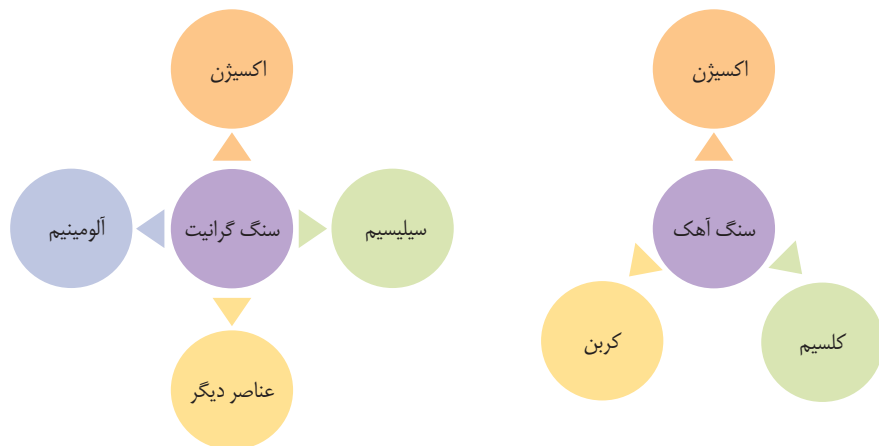 اکسیژن
سنگ آهک
کلسیم
کربن
اکسیژن
سیلیسیم
سنگ گرانیت
آلومینیم
عناصر دیگر